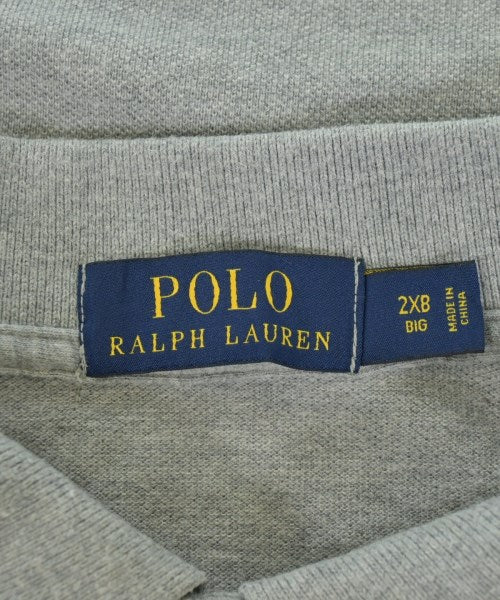 POLO
RALPH LAUREN
2XB
BIG
MADE IN
CHINA